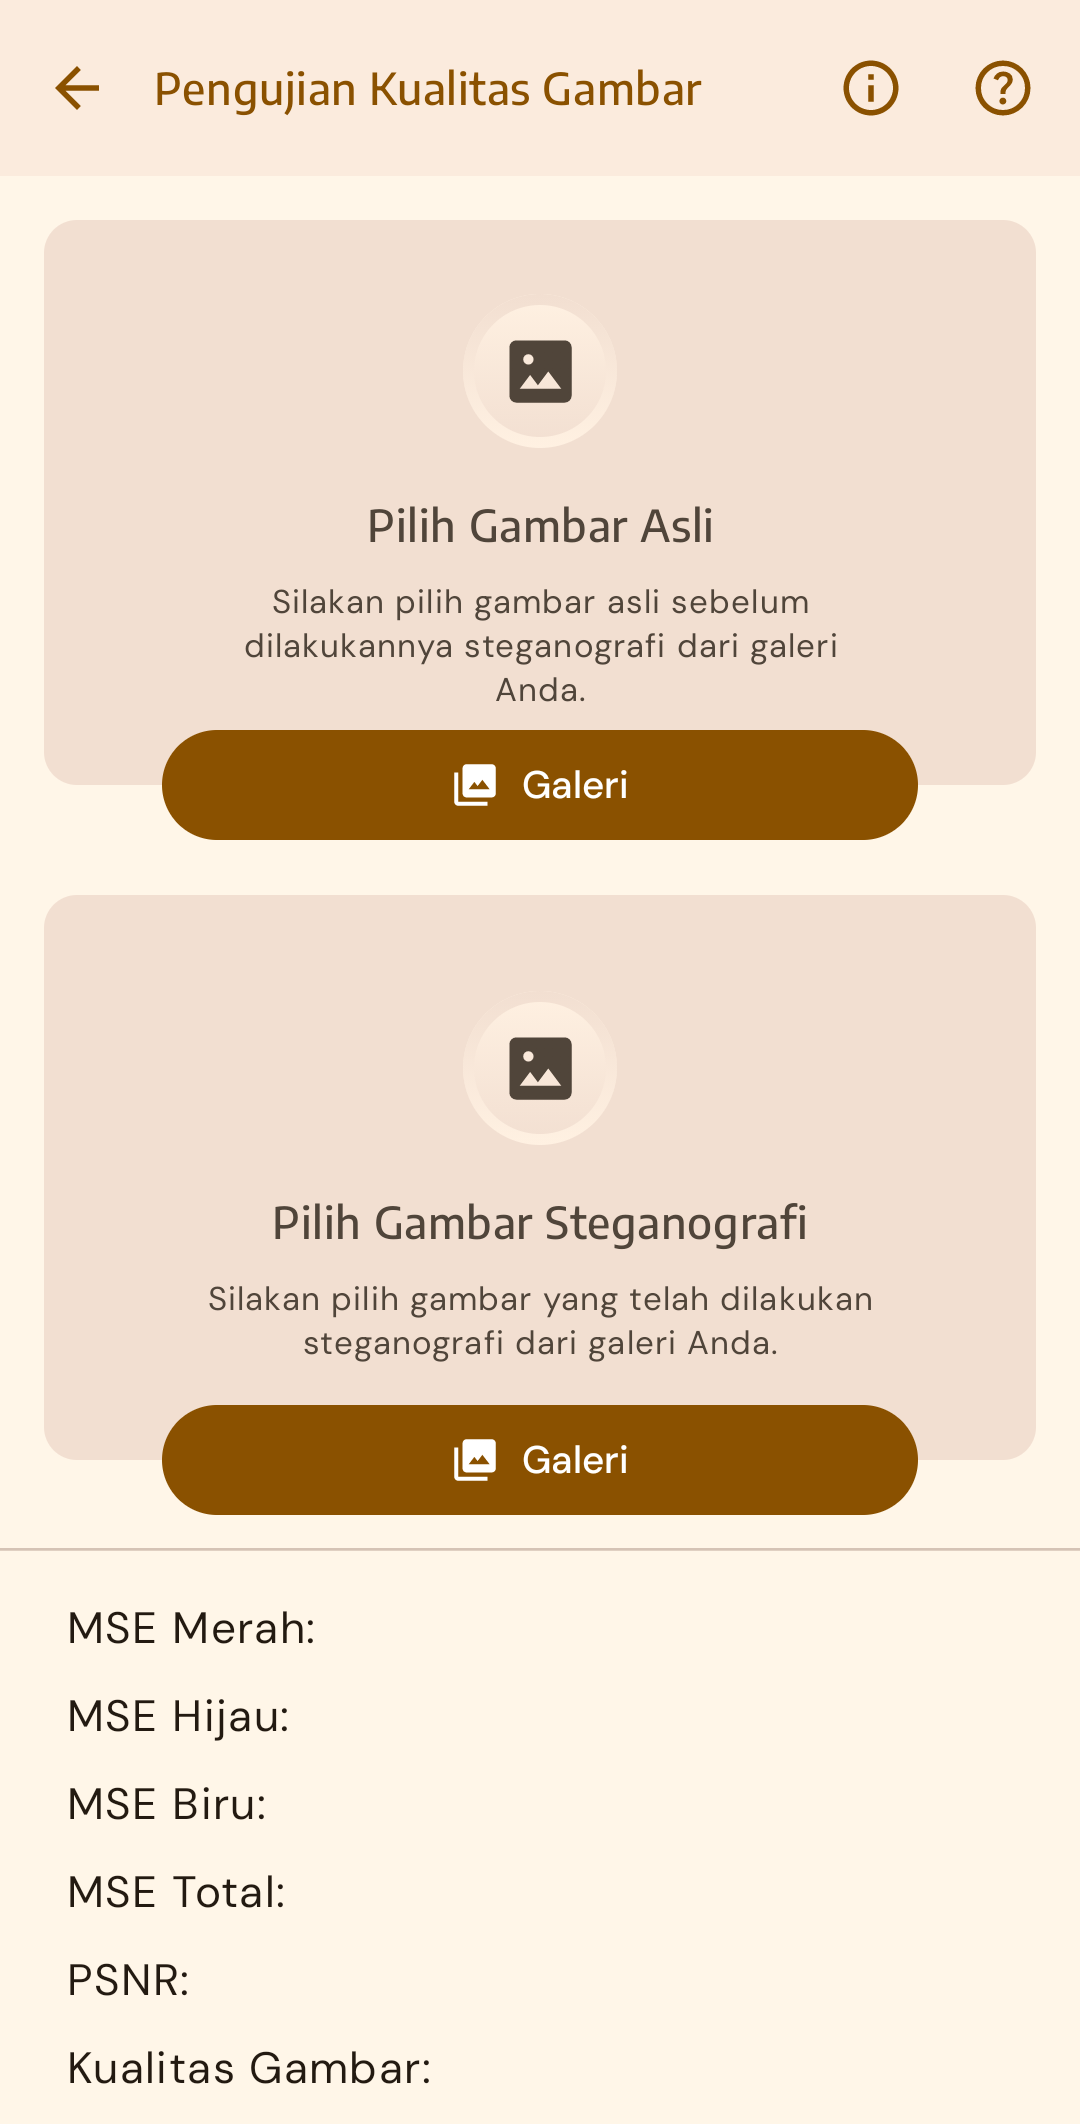 Pengujian Kualitas Gambar
Pilih Gambar Asli
Silakan pilih gambar asli sebelum
dilakukannya steganografi dari galeri
Anda.
Galeri
Pilih Gambar Steganografi
Silakan pilih gambar yang telah dilakukan
steganografi dari galeri Anda.
Galeri
MSE Merah:
MSE Hijau:
MSE Biru:
MSE Total:
PSNR:
Kualitas Gambar: